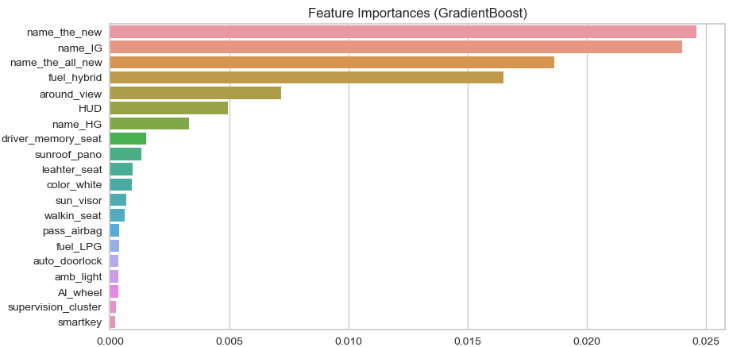 Feature Importances (GradientBoost)
name_the_new
name_IG
name_the_all_new
fuel_hybrid
around_view
HUD
name_HG
driver_memory_seat
sunroof_pano
leahter_seat
color_white
sun_visor
walkin_seat
pass_airbag
fuel_LPG
auto_doorlock
amb_light
AI_wheel
supervision_cluster
smartkey
0.000 0.005 0.010 0.015 0.020 0.025